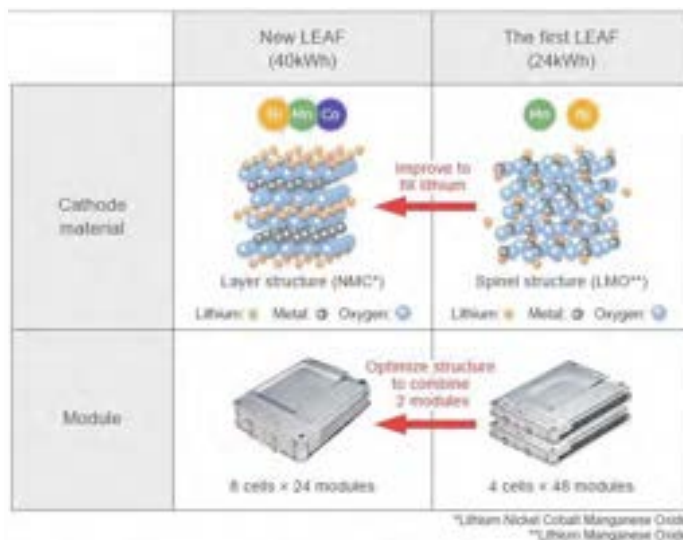 New LEAF
(40kWh)
The first LEAF
(24kWh)
Cathode
material
Ni Mn Co
Mn Ni
Improve to
fill lithium
Layer structure (NMC*)
Spinel structure (LMO**)
Lithium: Metal: Oxygen:
Lithium: Metal: Oxygen:
Module
Optimize structure
to combine
2 modules
8 cells × 24 modules
4 cells × 48 modules
*Lithium Nickel Cobalt Manganese Oxide
**Lithium Manganese Oxide